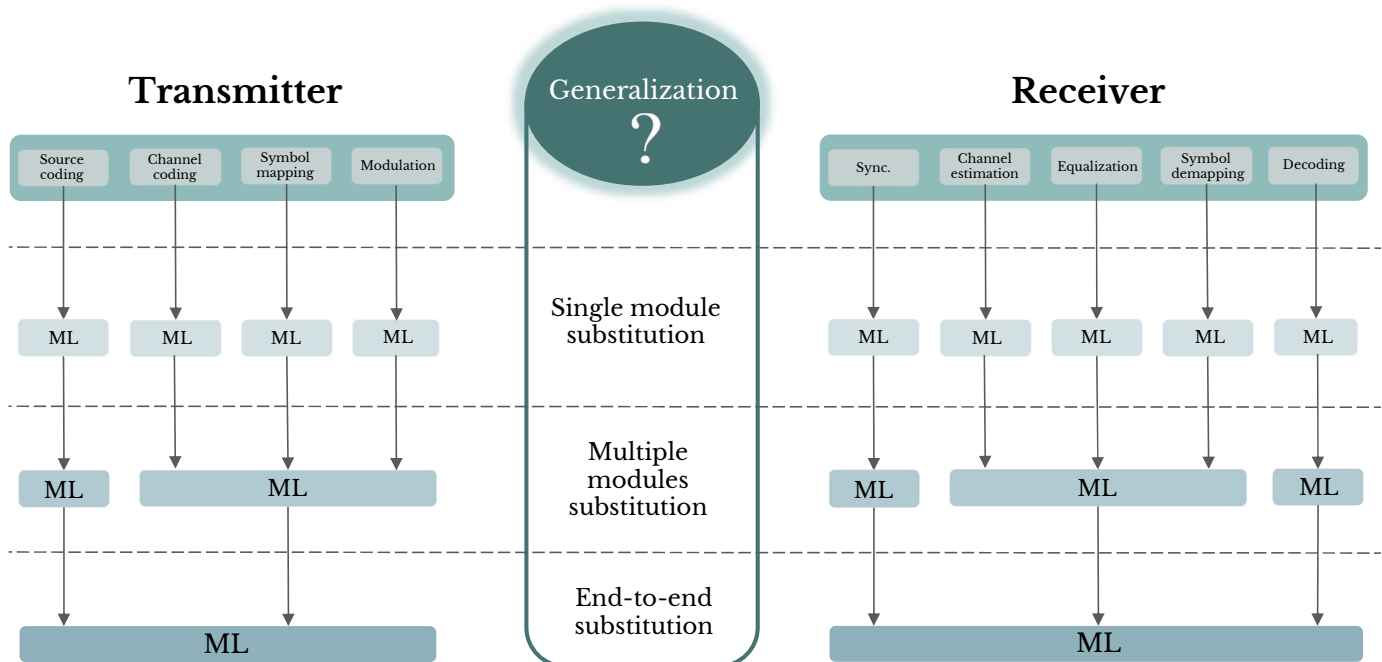 Transmitter
Generalization
?
Receiver
Source
coding
Channel
coding
Symbol
mapping
Modulation
Sync.
Channel
estimation
Equalization
Symbol
demapping
Decoding
Single module
substitution
ML
ML
ML
ML
ML
ML
ML
ML
ML
Multiple
modules
substitution
ML
ML
ML
ML
ML
End-to-end
substitution
ML
ML